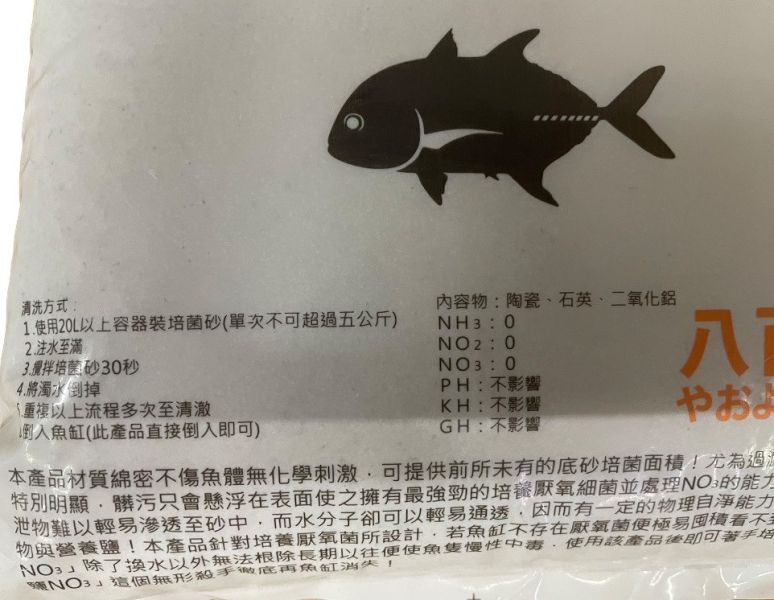 清洗方式:
1.使用20L以上容器裝培菌砂(單次不可超過五公斤)
2.注水至滿
3.攪拌培菌砂30秒
4.將濁水倒掉
重複以上流程多次至清澈
倒入魚缸(此產品直接倒入即可)
內容物：陶瓷、石英、二氧化鋁
NH₃：0
NO₂：0
NO₃：0
PH：不影響
KH：不影響
GH：不影響
八百
やおよ
本產品材質綿密不傷魚體無化學刺激，可提供前所未有的底砂培菌面積！尤為過濾
特別明顯，髒污只會懸浮在表面使之擁有最強勁的培養厭氧細菌並處理NO₃的能力
泄物難以輕易滲透至砂中，而水分子卻可以輕易通透，因而有一定的物理自淨能力
物與營養鹽！本產品針對培養厭氧菌所設計，若魚缸不存在厭氧菌便極易囤積看不
NO₃」除了換水以外無法根除長期以往便使魚隻慢性中毒，使用該產品後即可著手培
鹽NO₃」這個無形殺手徹底再魚缸消失！